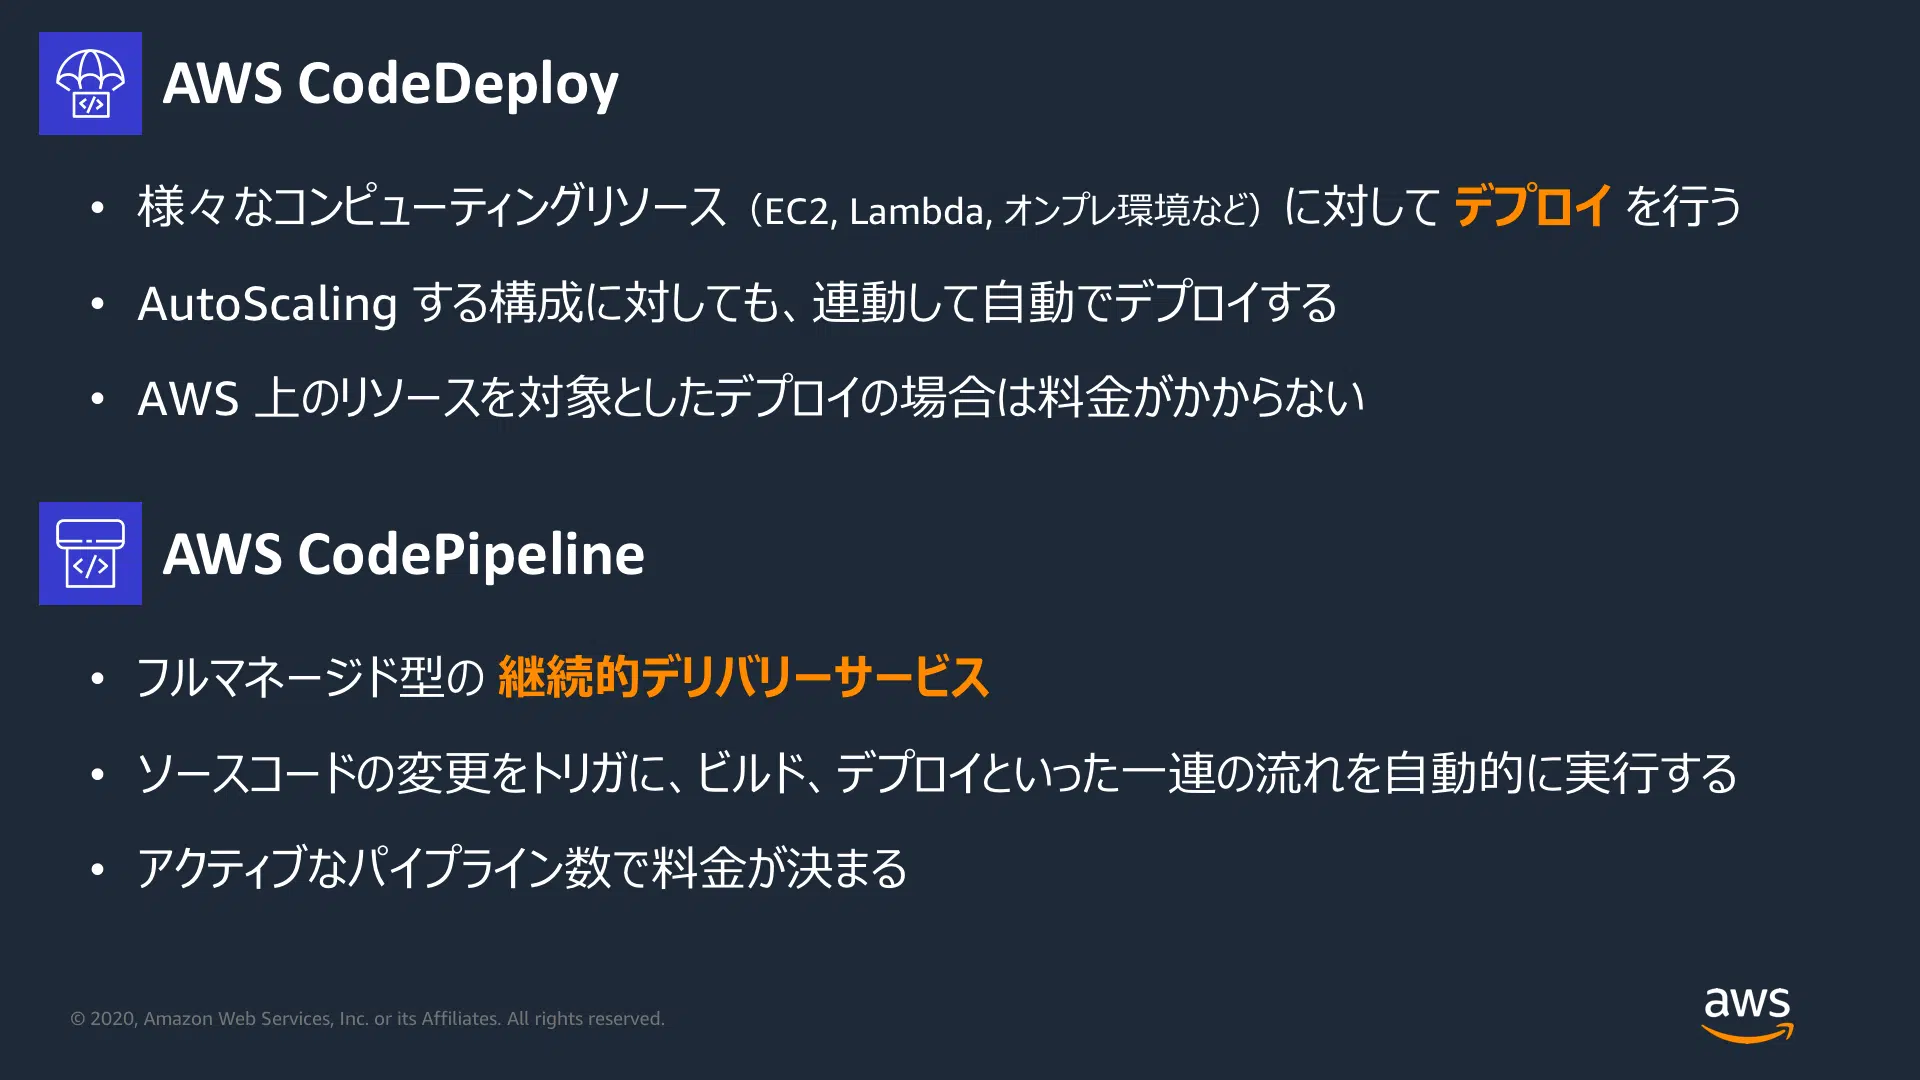 AWS CodeDeploy
• 様々なコンピューティングリソース（EC2, Lambda, オンプレ環境など）に対して デプロイ を行う
• AutoScaling する構成に対しても、連動して自動でデプロイする
• AWS 上のリソースを対象としたデプロイの場合は料金がかからない
AWS CodePipeline
• フルマネージド型の 継続的デリバリーサービス
• ソースコードの変更をトリガに、ビルド、デプロイといった一連の流れを自動的に実行する
• アクティブなパイプライン数で料金が決まる
© 2020, Amazon Web Services, Inc. or its Affiliates. All rights reserved.
aws